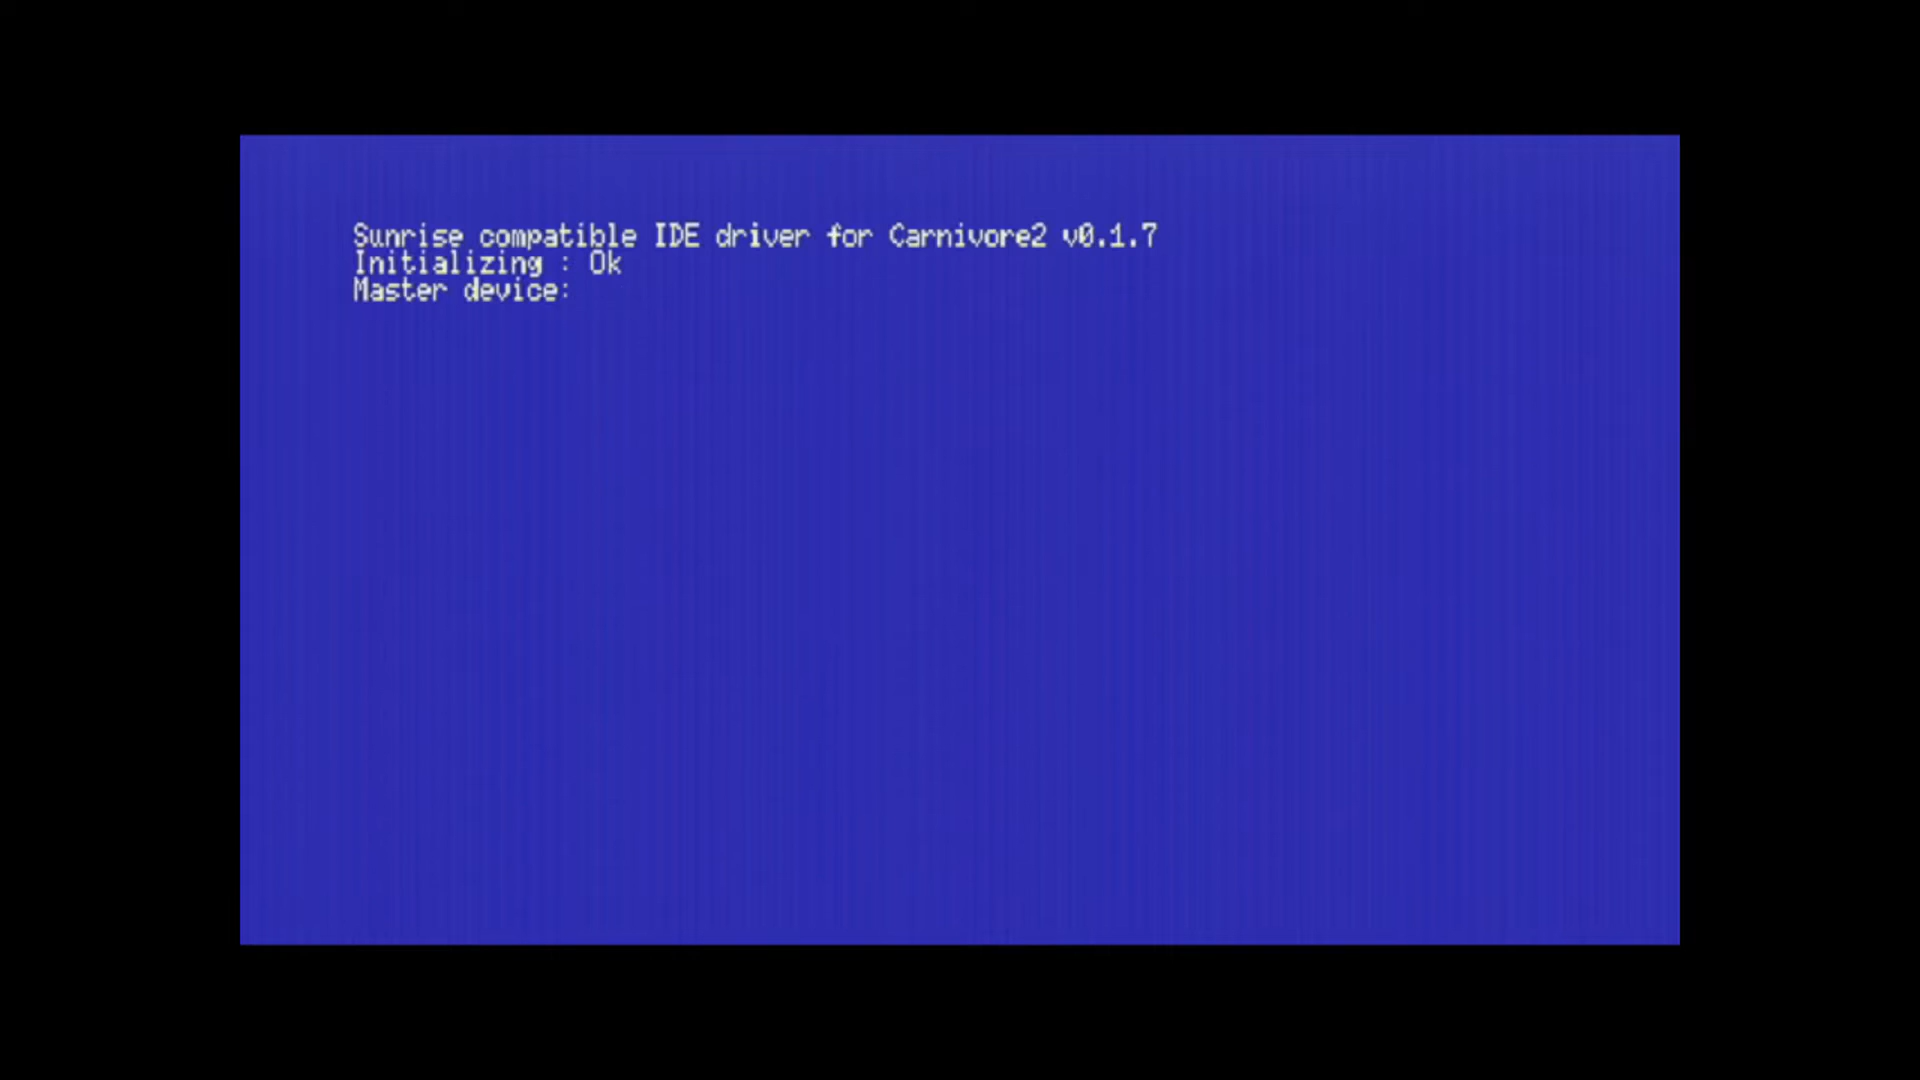 Sunrise compatible IDE driver for Carnivore2 v0.1.7
Initializing : Ok
Master device: